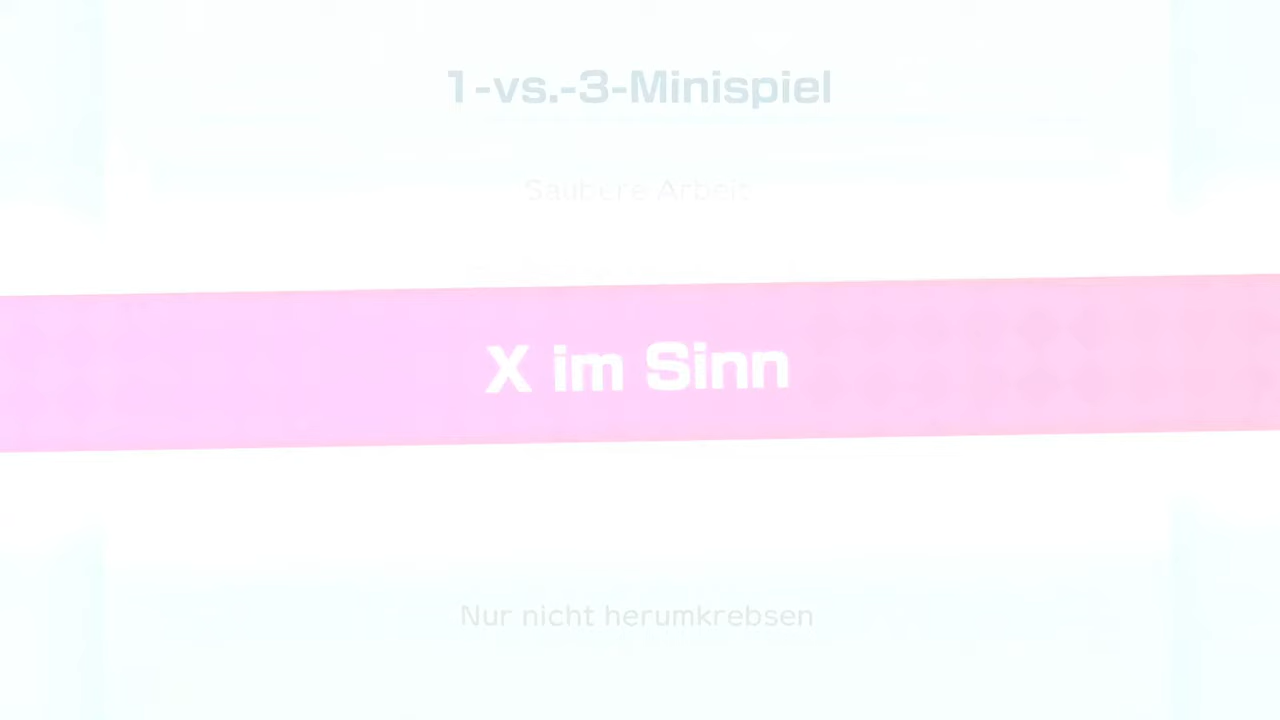 1-vs.-3-Minispiel
Saubere Arbeit
X im Sinn
Nur nicht herumkrebsen